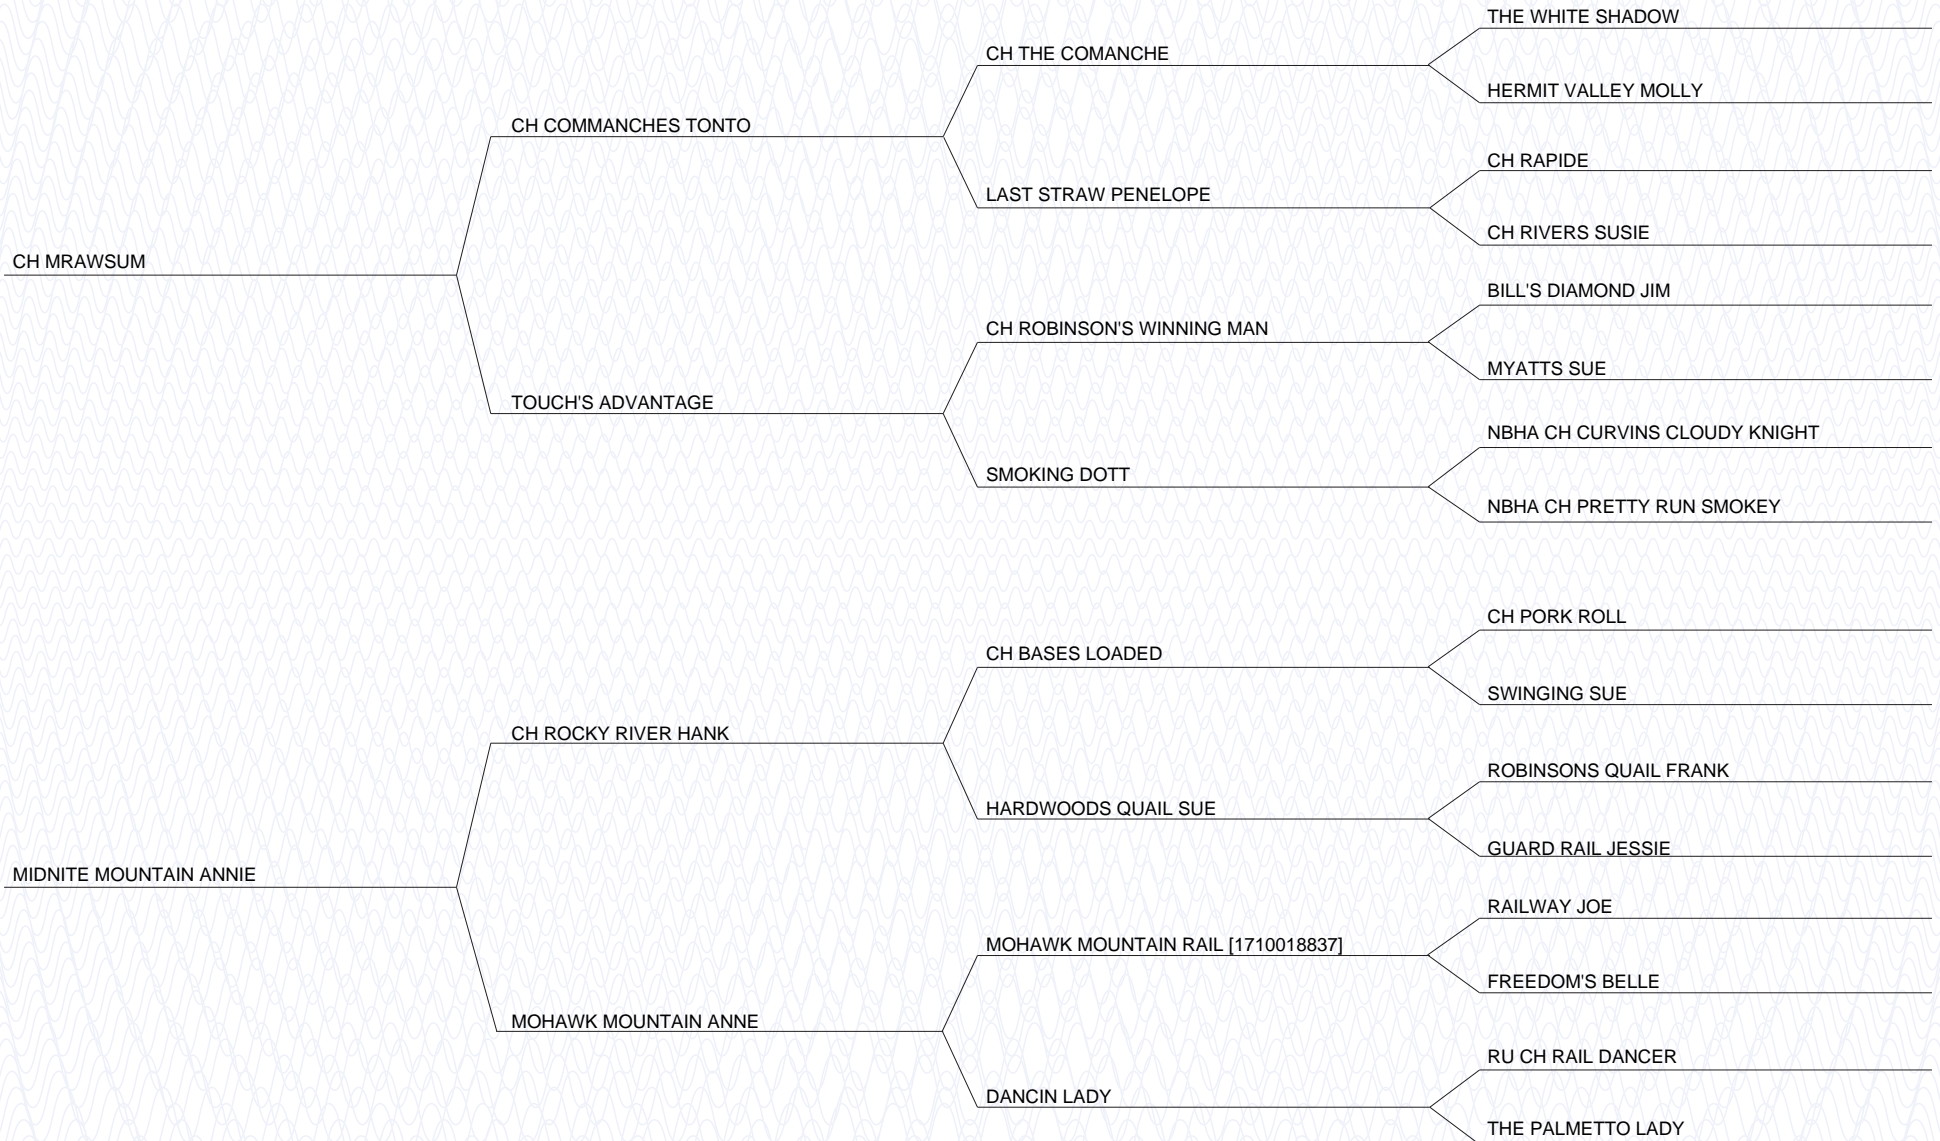 THE WHITE SHADOW
CH THE COMANCHE
HERMIT VALLEY MOLLY
CH COMMANCHES TONTO
CH RAPIDE
LAST STRAW PENELOPE
CH RIVERS SUSIE
CH MRAWSUM
BILL'S DIAMOND JIM
CH ROBINSON'S WINNING MAN
MYATTS SUE
TOUCH'S ADVANTAGE
NBHA CH CURVINS CLOUDY KNIGHT
SMOKING DOTT
NBHA CH PRETTY RUN SMOKEY
CH PORK ROLL
CH BASES LOADED
SWINGING SUE
CH ROCKY RIVER HANK
ROBINSONS QUAIL FRANK
HARDWOODS QUAIL SUE
GUARD RAIL JESSIE
MIDNITE MOUNTAIN ANNIE
RAILWAY JOE
MOHAWK MOUNTAIN RAIL [1710018837]
FREEDOM'S BELLE
MOHAWK MOUNTAIN ANNE
RU CH RAIL DANCER
DANCIN LADY
THE PALMETTO LADY